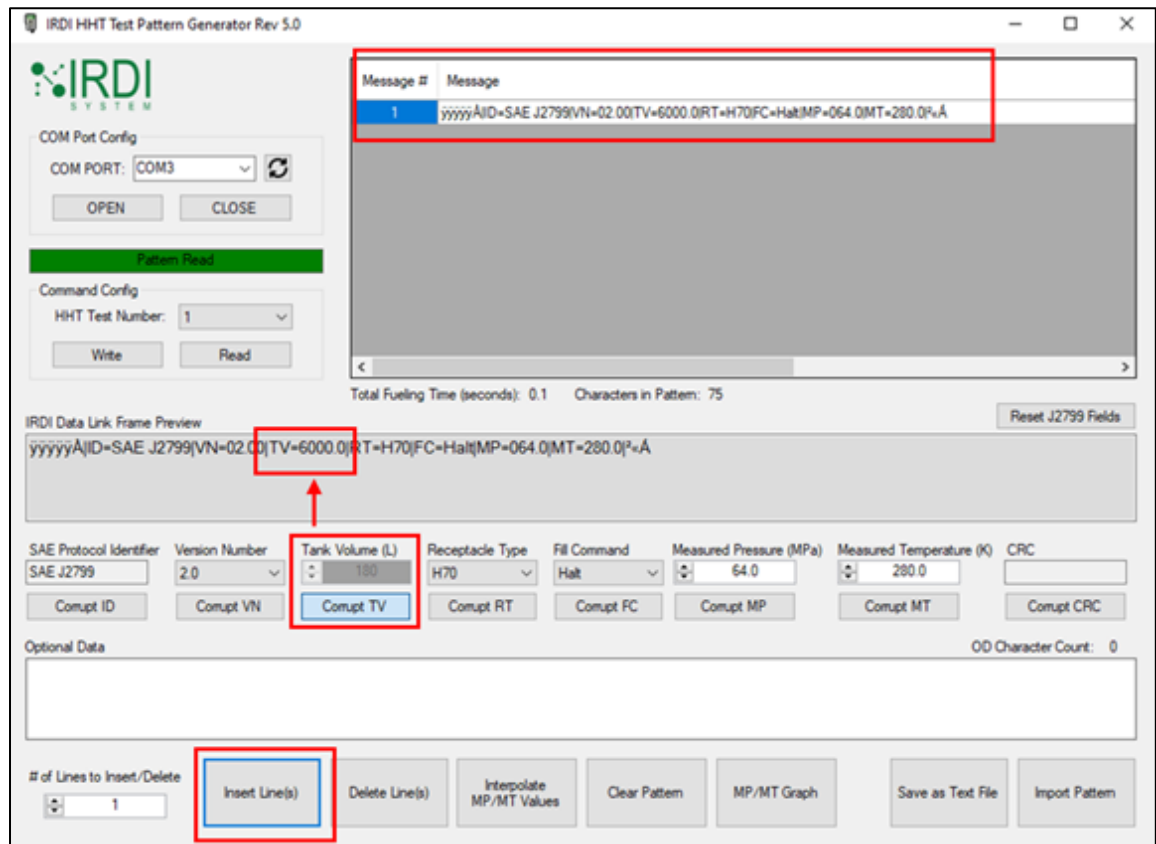 IRDI HHT Test Pattern Generator Rev 5.0
IRDI
SYSTEM
Message # Message
1 ÿÿÿÿÿÅ|ID=SAE J2799|VN=02.00|TV=6000.0|RT=H70|FC=Halt|MP=064.0|MT=280.0|²«Å
COM Port Config
COM PORT: COM3
OPEN CLOSE
Pattern Read
Command Config
HHT Test Number: 1
Write Read
Total Fueling Time (seconds): 0.1 Characters in Pattern: 75
Reset J2799 Fields
IRDI Data Link Frame Preview
ÿÿÿÿÿÅ|ID=SAE J2799|VN=02.00|TV=6000.0|RT=H70|FC=Halt|MP=064.0|MT=280.0|²«Å
SAE Protocol Identifier Version Number Tank Volume (L) Receptacle Type Fill Command Measured Pressure (MPa) Measured Temperature (K) CRC
SAE J2799 2.0 180 H70 Halt 64.0 280.0
Corrupt ID Corrupt VN Corrupt TV Corrupt RT Corrupt FC Corrupt MP Corrupt MT Corrupt CRC
Optional Data OD Character Count: 0
# of Lines to Insert/Delete
1
Insert Line(s) Delete Line(s) Interpolate MP/MT Values Clear Pattern MP/MT Graph Save as Text File Import Pattern